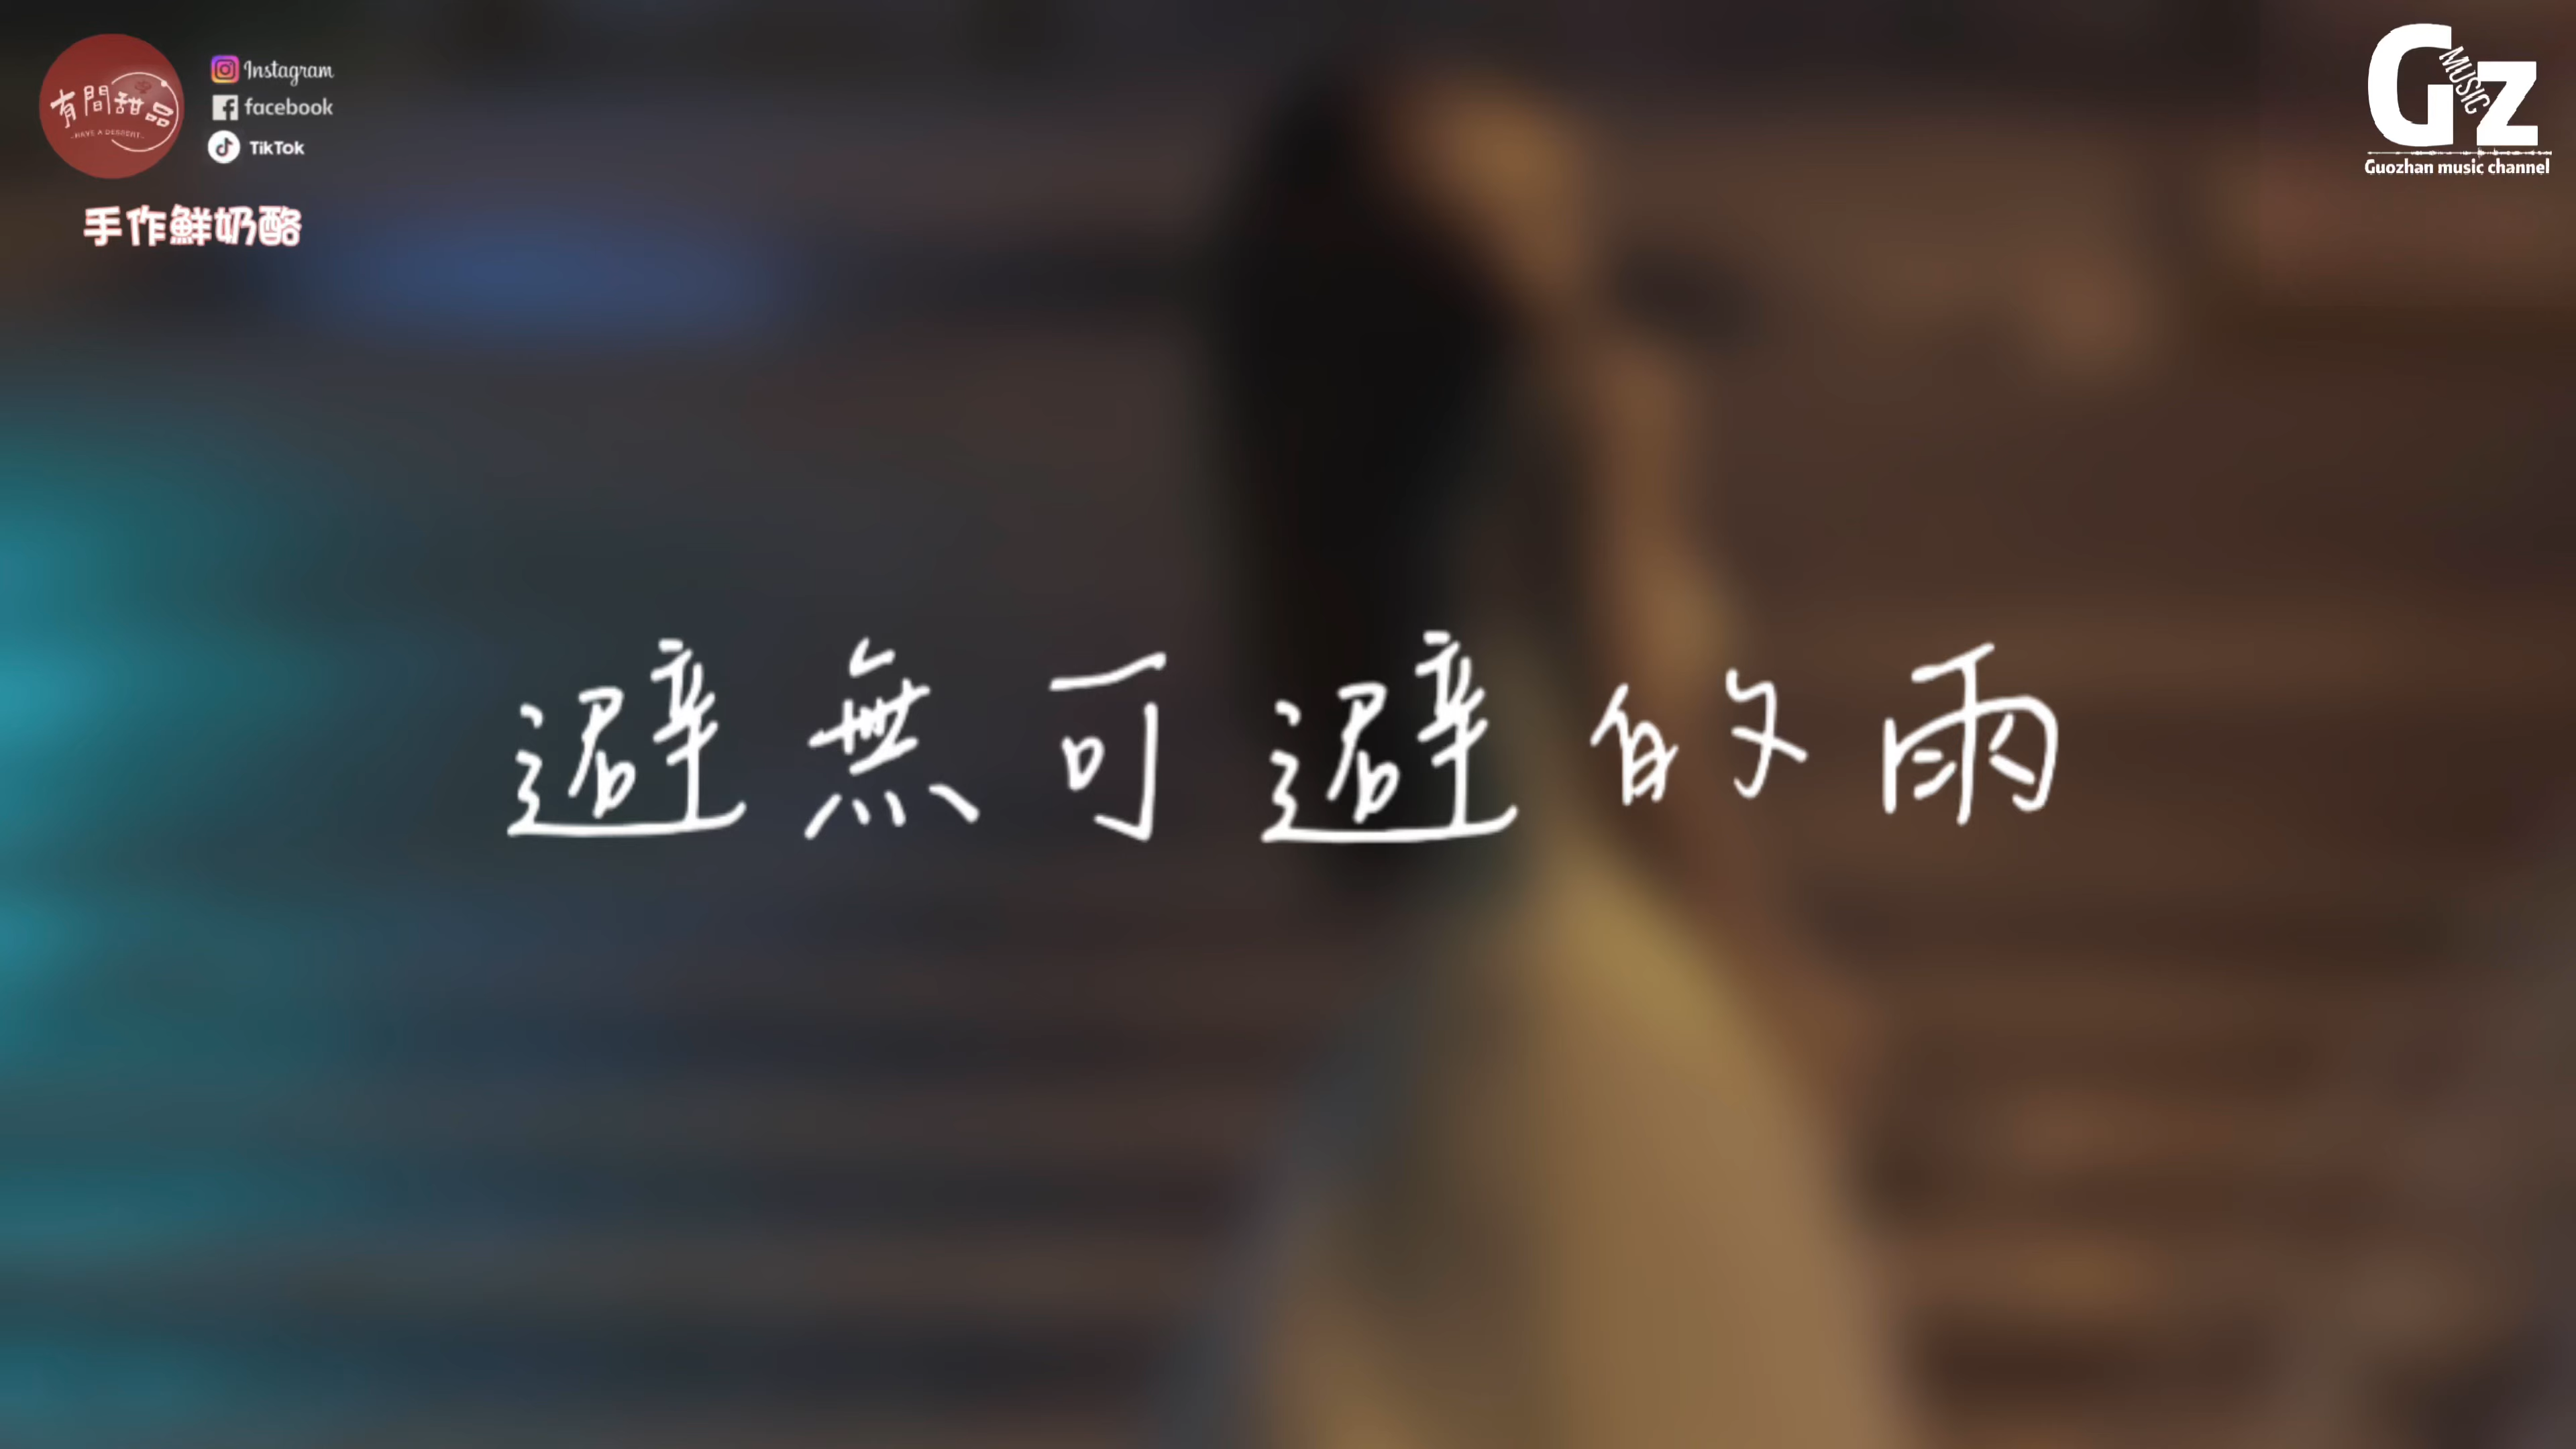 有間甜品
HAVE A DESSERT
Instagram
facebook
TikTok
手作鮮奶酪
Gz
MUSIC
Guozhan music channel
避無可避的雨